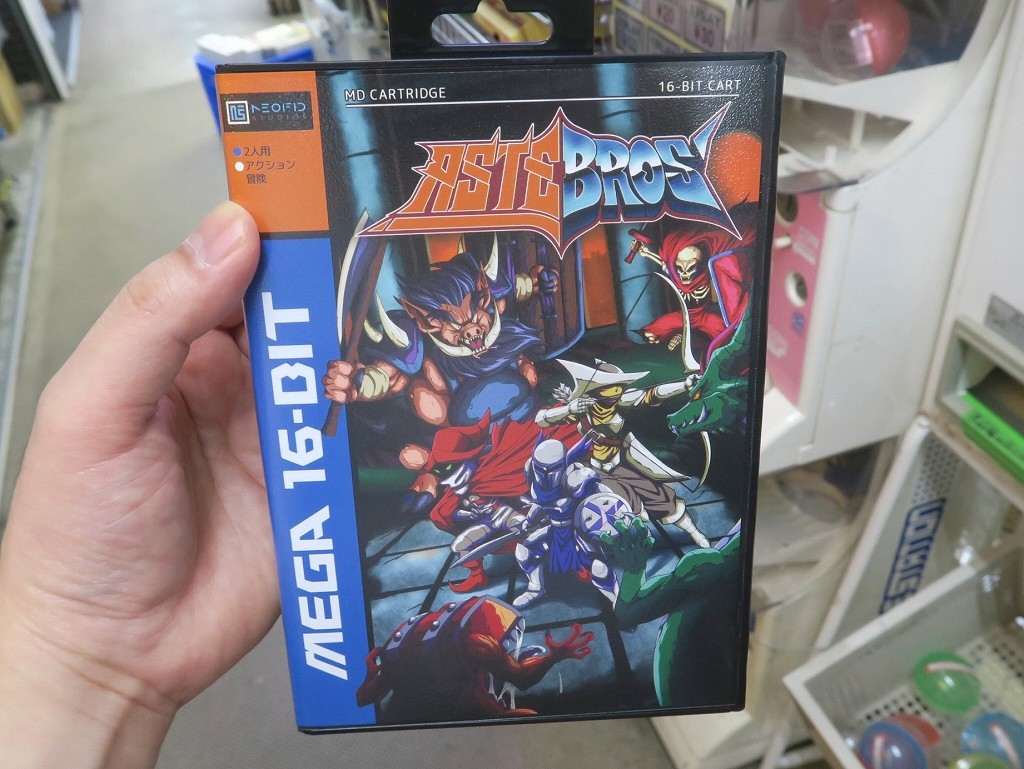 MD CARTRIDGE
16-BIT CART
NEOFID
STUDIOS
2人用
アクション
冒険
ASTEBROS
MEGA 16-BIT